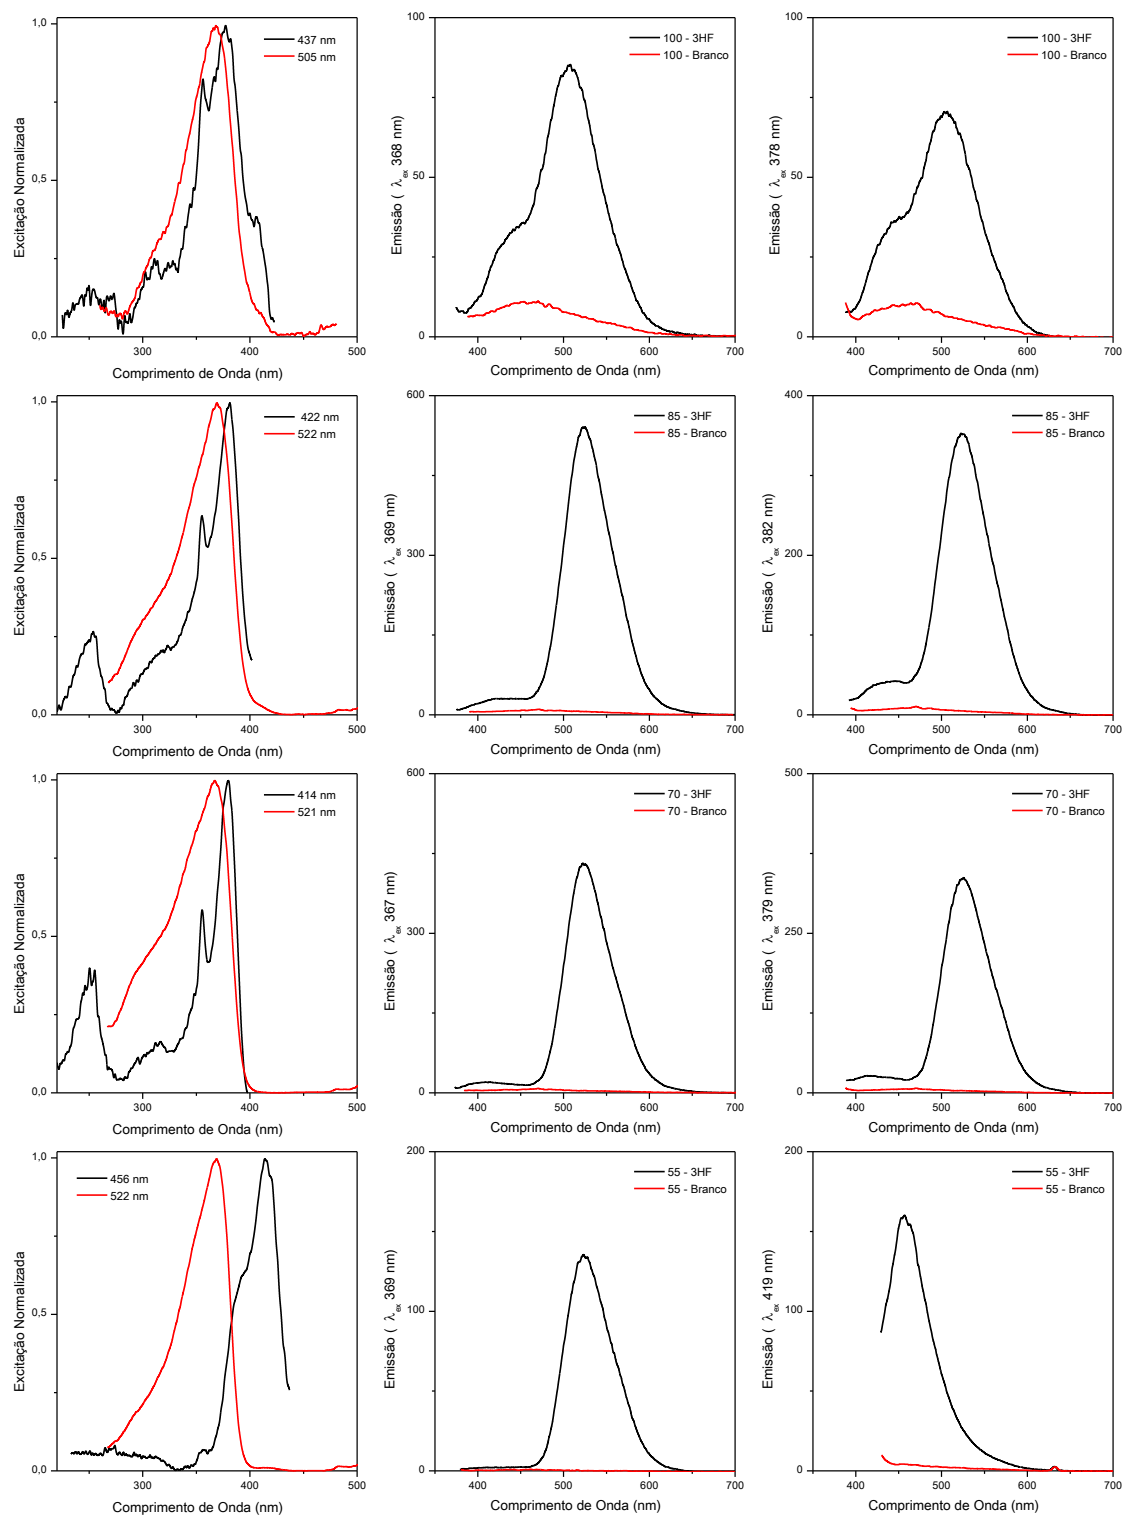 1,0
0,5
0,0
Excitação Normalizada
437 nm
505 nm
300
400
500
Comprimento de Onda (nm)
100
50
0
Emissão ( λex 368 nm)
100 - 3HF
100 - Branco
400
500
600
700
Comprimento de Onda (nm)
100
50
0
Emissão ( λex 378 nm)
100 - 3HF
100 - Branco
400
500
600
700
Comprimento de Onda (nm)
1,0
0,5
0,0
Excitação Normalizada
422 nm
522 nm
300
400
500
Comprimento de Onda (nm)
600
300
0
Emissão ( λex 369 nm)
85 - 3HF
85 - Branco
400
500
600
700
Comprimento de Onda (nm)
400
200
0
Emissão ( λex 382 nm)
85 - 3HF
85 - Branco
400
500
600
700
Comprimento de Onda (nm)
1,0
0,5
0,0
Excitação Normalizada
414 nm
521 nm
300
400
500
Comprimento de Onda (nm)
600
300
0
Emissão ( λex 367 nm)
70 - 3HF
70 - Branco
400
500
600
700
Comprimento de Onda (nm)
500
250
0
Emissão ( λex 379 nm)
70 - 3HF
70 - Branco
400
500
600
700
Comprimento de Onda (nm)
1,0
0,5
0,0
Excitação Normalizada
456 nm
522 nm
300
400
500
Comprimento de Onda (nm)
200
100
0
Emissão ( λex 369 nm)
55 - 3HF
55 - Branco
400
500
600
700
Comprimento de Onda (nm)
200
100
0
Emissão ( λex 419 nm)
55 - 3HF
55 - Branco
400
500
600
700
Comprimento de Onda (nm)